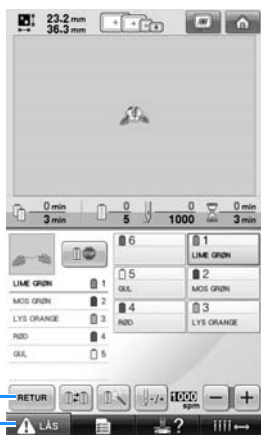 23.2 mm
36.3 mm
0 min
3 min
0
5
0
1000
0 min
3 min
6
1
LIME GRØN
LIME GRØN 1
5
GUL
2
MOS GRØN
MOS GRØN 2
LYS ORANGE 3
4
RØD
3
LYS ORANGE
RØD 4
GUL 5
RETUR
1000
spm
- +
LÅS
?